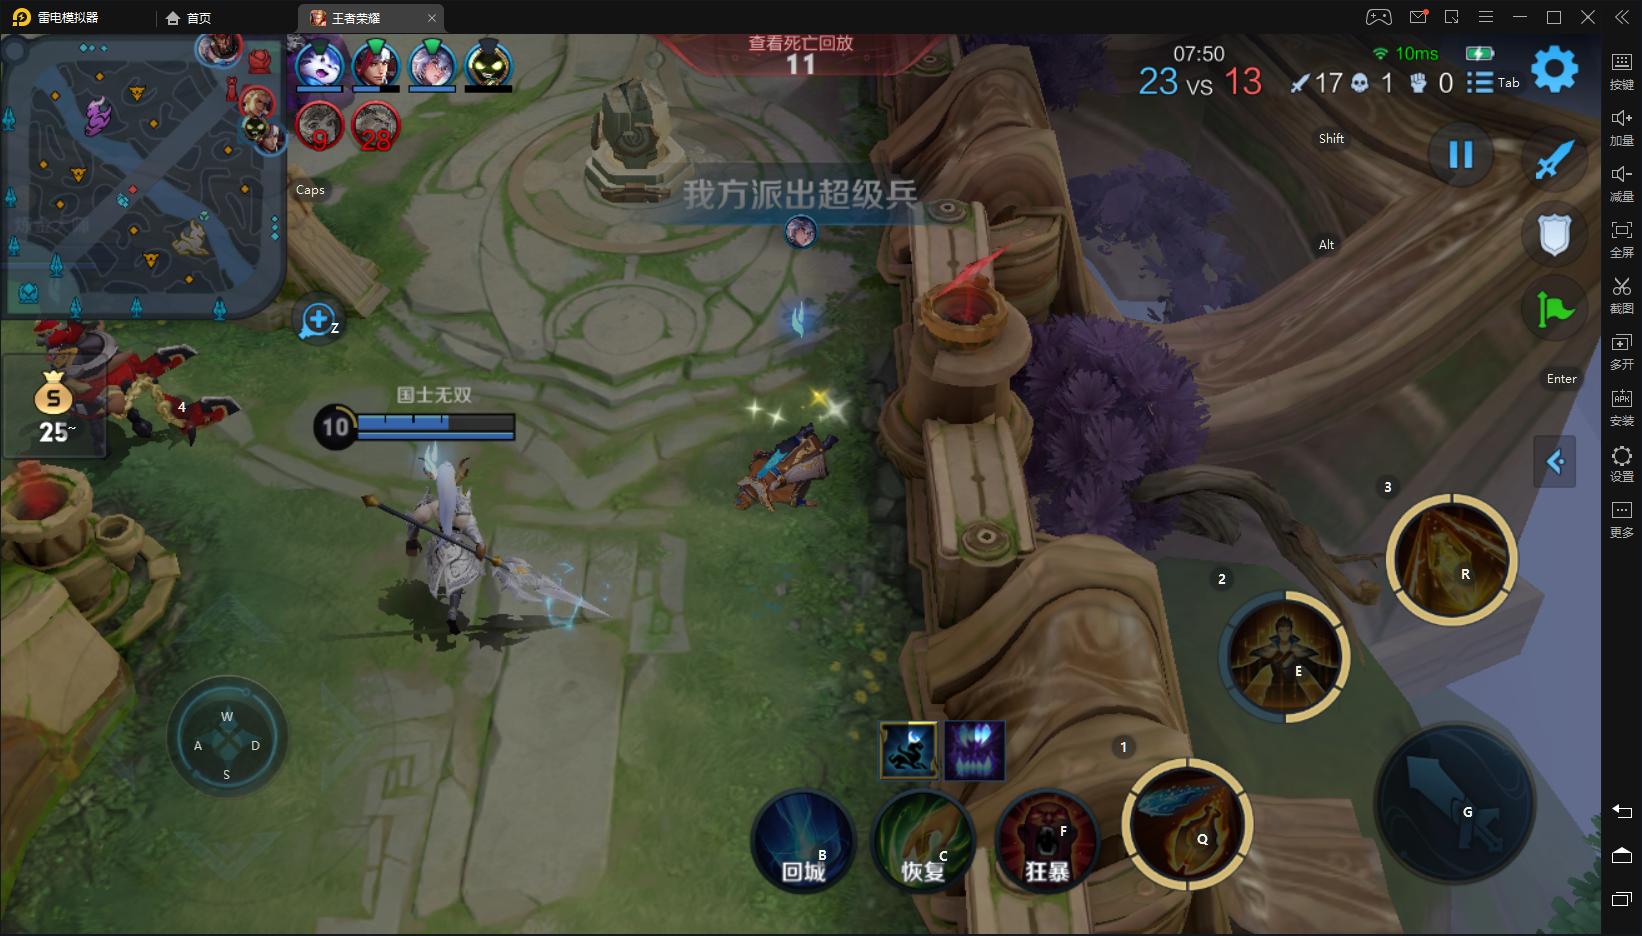 雷电模拟器
首页
王者荣耀
查看死亡回放
11
07:50
10ms
23 vs 13
17
1
0
Tab
按键
加量
减量
全屏
截图
多开
安装
设置
更多
9
28
Shift
Caps
我方派出超级兵
Alt
Z
Enter
S
25~
4
国士无双
10
3
R
2
E
W
A
D
S
1
Q
G
B
回城
C
恢复
F
狂暴
APK